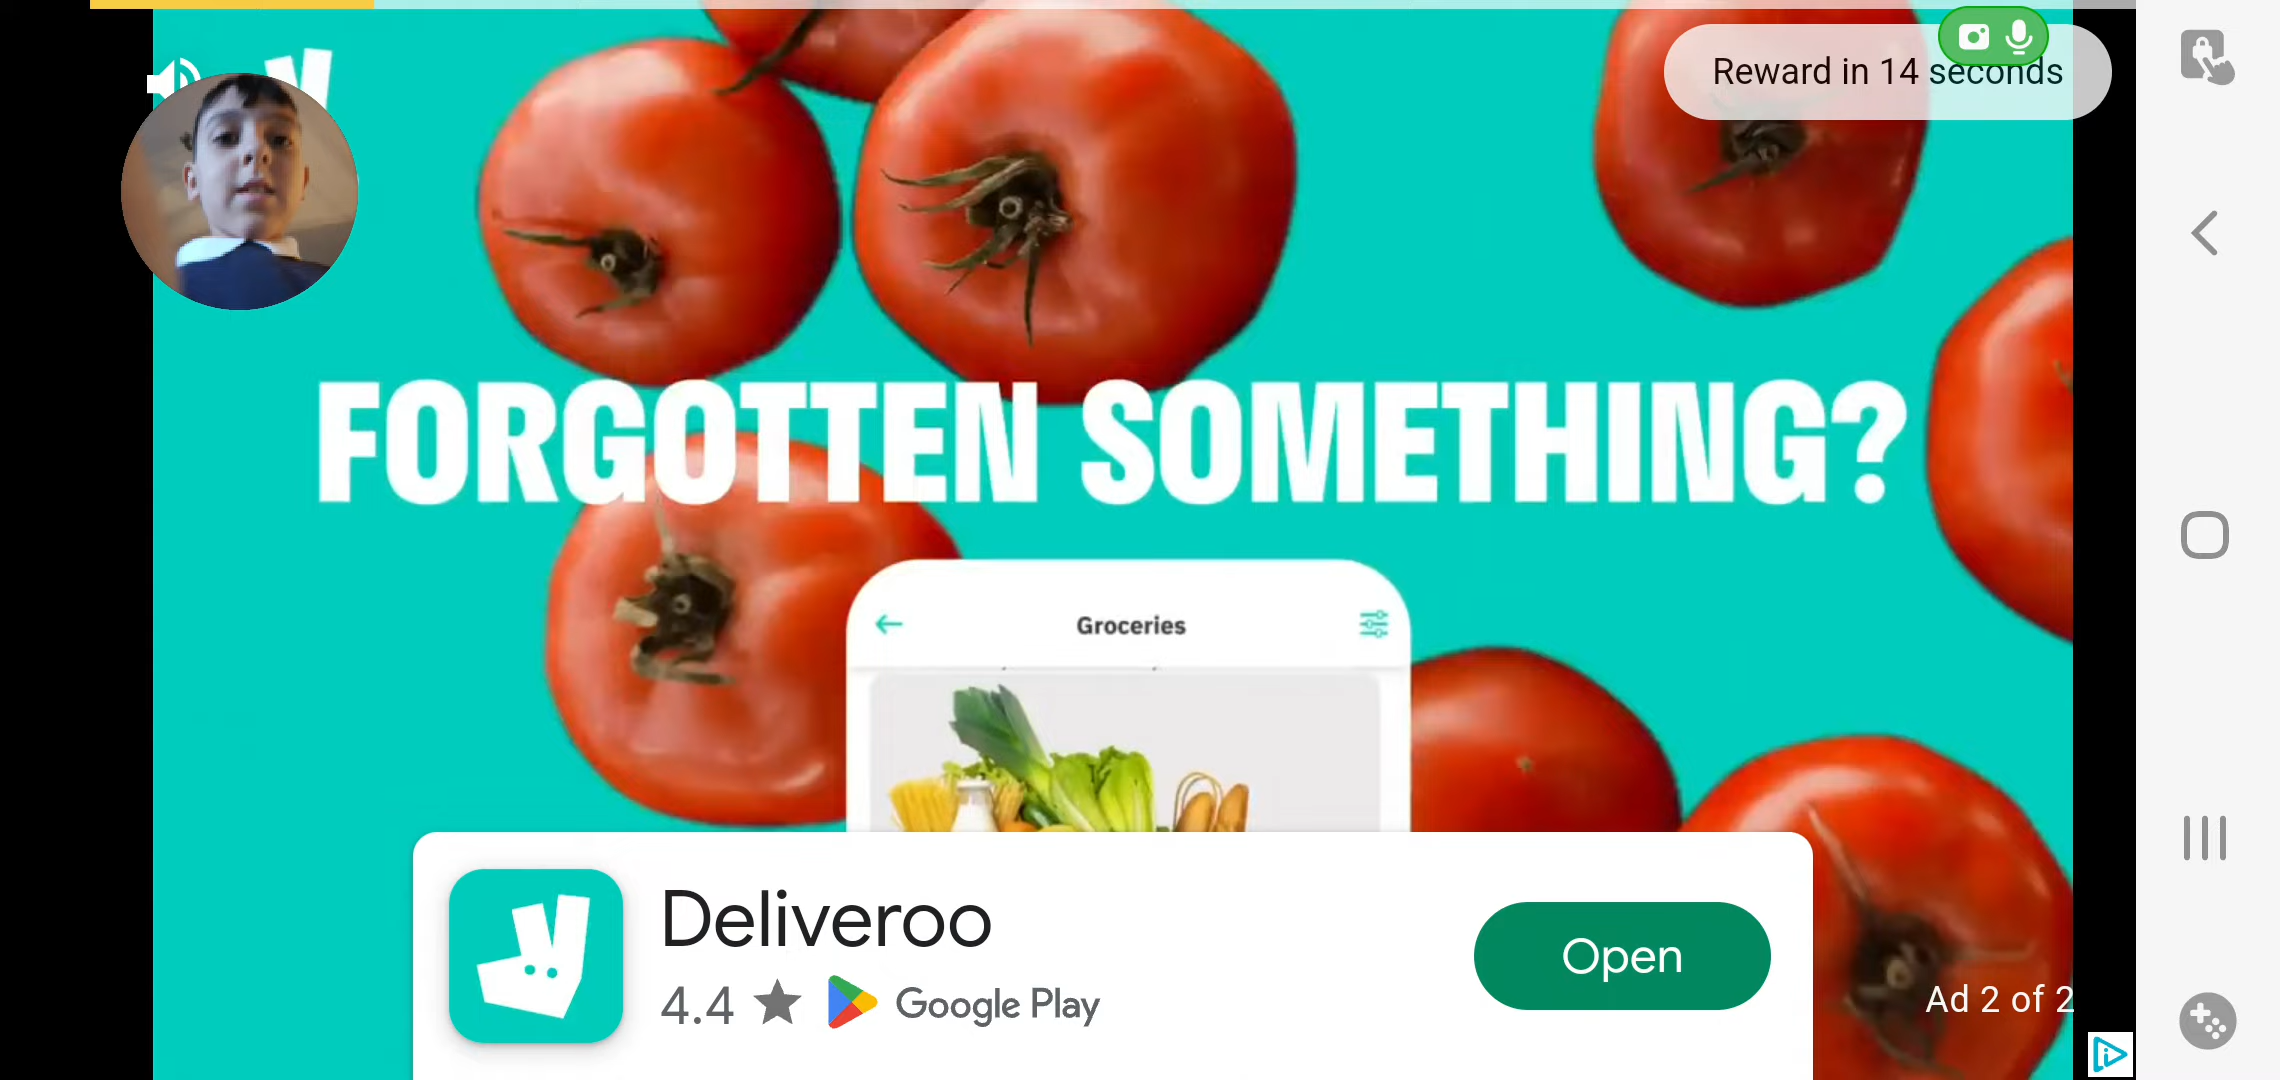 Reward in 14 seconds
FORGOTTEN SOMETHING?
Groceries
Deliveroo
Open
4.4
Google Play
Ad 2 of 2